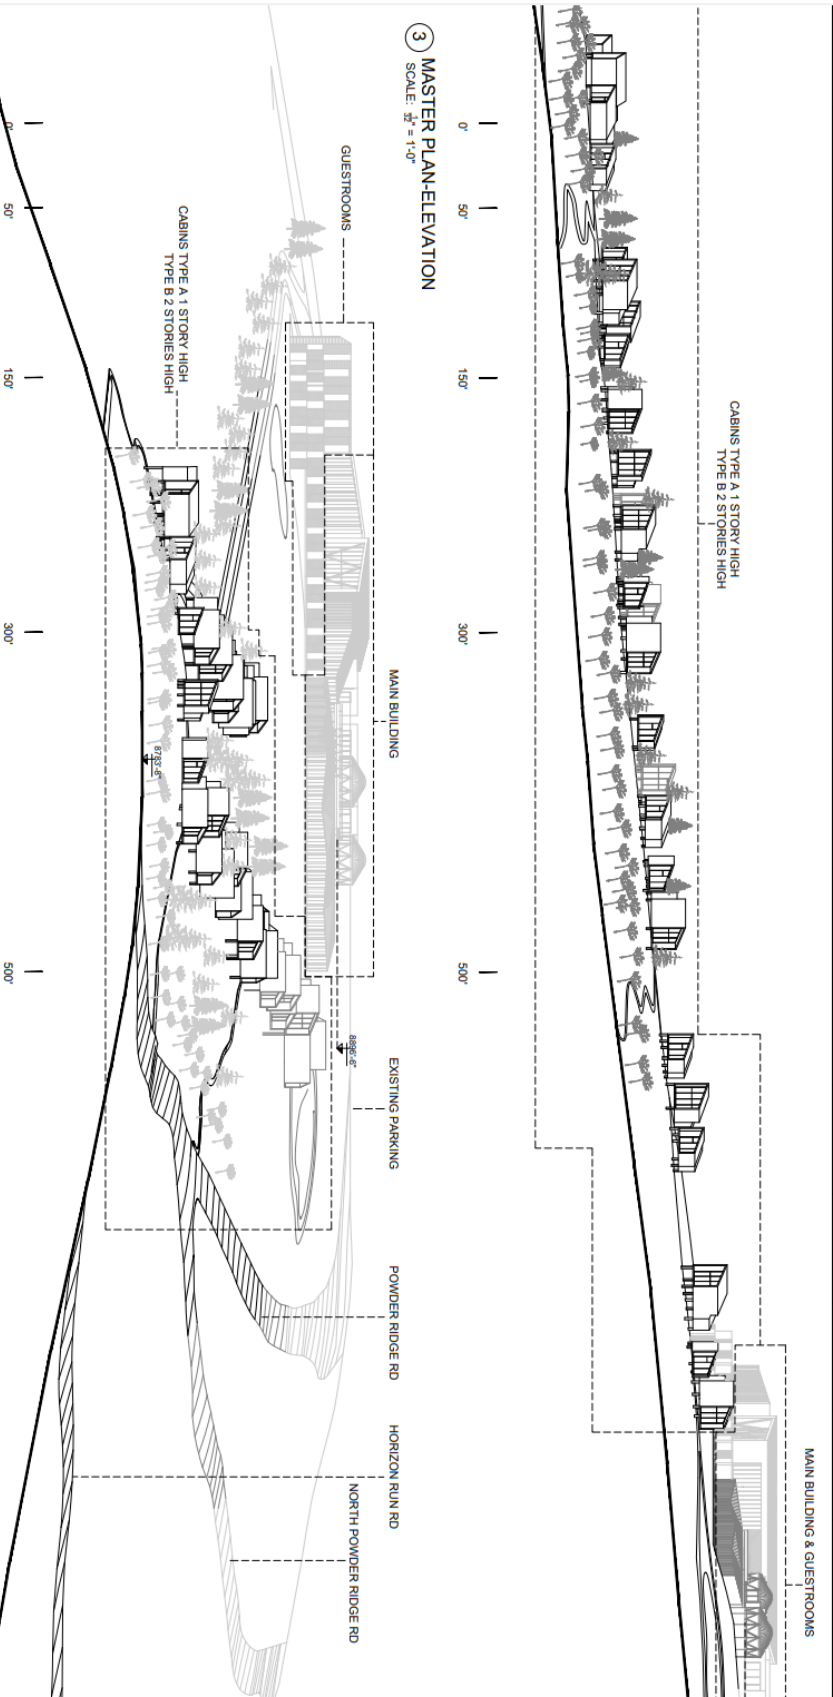 CABINS TYPE A 1 STORY HIGH
TYPE B 2 STORIES HIGH
MAIN BUILDING & GUESTROOMS
0'
50'
150'
300'
500'
3
MASTER PLAN-ELEVATION
SCALE: 1/32" = 1'-0"
GUESTROOMS
MAIN BUILDING
EXISTING PARKING
POWDER RIDGE RD
HORIZON RUN RD
NORTH POWDER RIDGE RD
8896'-6"
CABINS TYPE A 1 STORY HIGH
TYPE B 2 STORIES HIGH
8783'-8"
0'
50'
150'
300'
500'